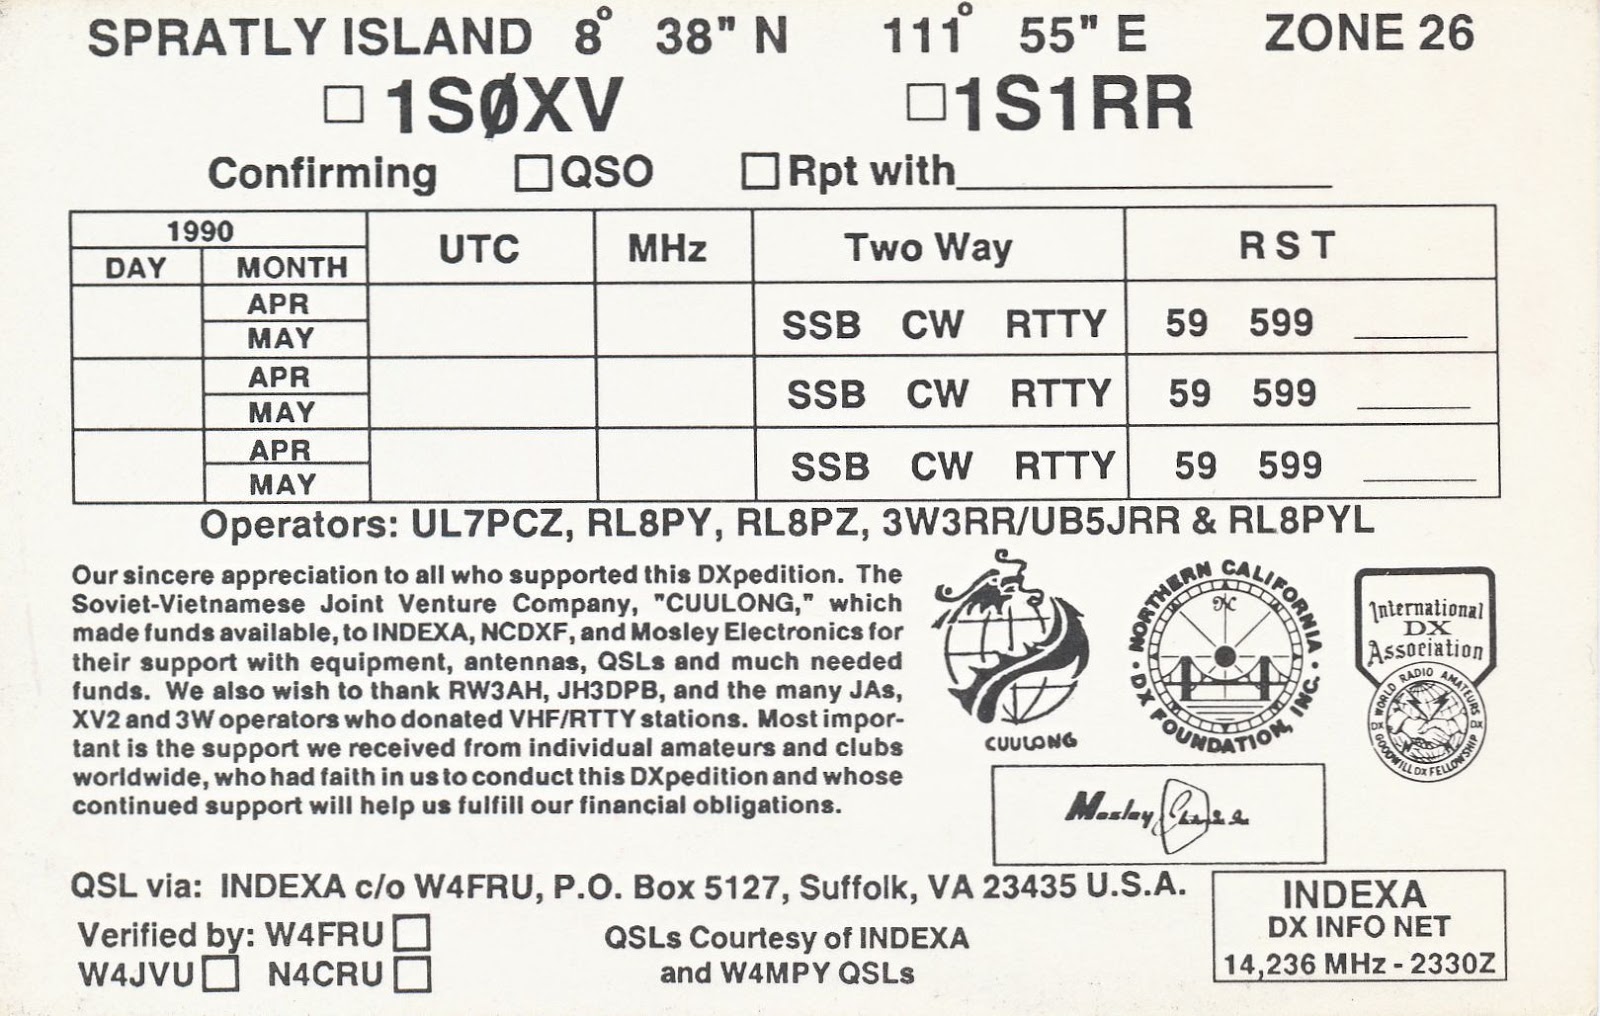 SPRATLY ISLAND 8° 38" N 111° 55" E ZONE 26
☐ 1SØXV ☐ 1S1RR
Confirming ☐ QSO ☐ Rpt with____________
1990 UTC MHz Two Way R S T
DAY MONTH
APR
MAY
SSB CW RTTY 59 599 ______
APR
MAY
SSB CW RTTY 59 599 ______
APR
MAY
SSB CW RTTY 59 599 ______
Operators: UL7PCZ, RL8PY, RL8PZ, 3W3RR/UB5JRR & RL8PYL
Our sincere appreciation to all who supported this DXpedition. The
Soviet-Vietnamese Joint Venture Company, "CUULONG," which
made funds available, to INDEXA, NCDXF, and Mosley Electronics for
their support with equipment, antennas, QSLs and much needed
funds. We also wish to thank RW3AH, JH3DPB, and the many JAs,
XV2 and 3W operators who donated VHF/RTTY stations. Most impor-
tant is the support we received from individual amateurs and clubs
worldwide, who had faith in us to conduct this DXpedition and whose
continued support will help us fulfill our financial obligations.
CUULONG
NORTHERN CALIFORNIA
• DX FOUNDATION, INC. •
International
DX
Association
WORLD RADIO AMATEURS
DX DX
GOODWILL DX FELLOWSHIP
Mosley
QSL via: INDEXA c/o W4FRU, P.O. Box 5127, Suffolk, VA 23435 U.S.A.
Verified by: W4FRU ☐
W4JVU ☐ N4CRU ☐
QSLs Courtesy of INDEXA
and W4MPY QSLs
INDEXA
DX INFO NET
14,236 MHz - 2330Z